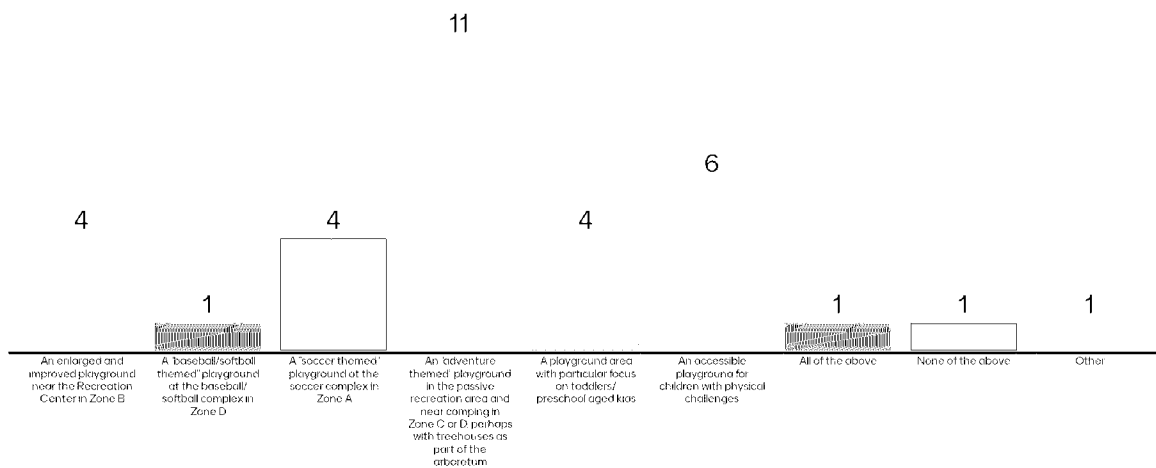 11
6
4
4
4
1
1
1
1
An enlarged and
improved playground
near the Recreation
Center in Zone B
A "baseball/softball
themed" playground
at the baseball/
softball complex in
Zone D
A "soccer themed"
playground at the
soccer complex in
Zone A
An "adventure
themed" playground
in the passive
recreation area and
near camping in
Zone C or D, perhaps
with treehouses as
part of the
arboretum
A playground area
with particular focus
on toddlers/
preschool aged kids
An accessible
playground for
children with physical
challenges
All of the above
None of the above
Other